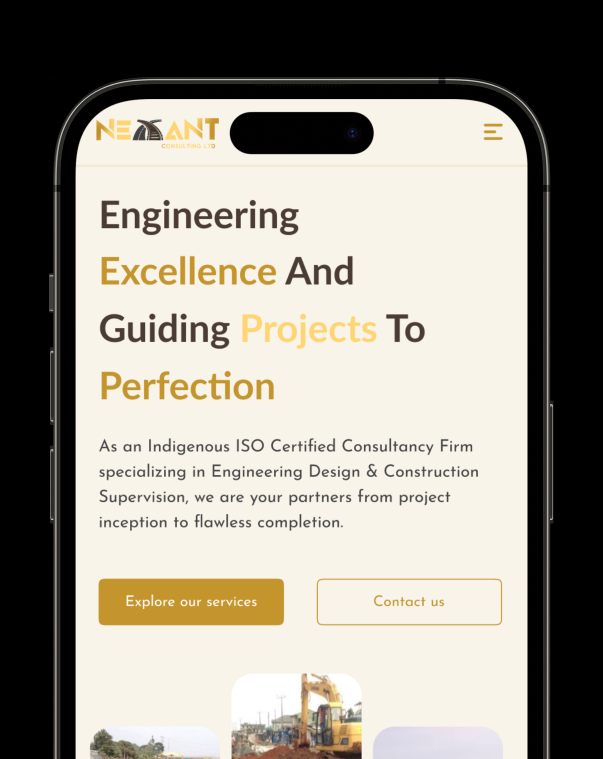 NEXANT
CONSULTING LTD
Engineering
Excellence And
Guiding Projects To
Perfection
As an Indigenous ISO Certified Consultancy Firm
specializing in Engineering Design & Construction
Supervision, we are your partners from project
inception to flawless completion.
Explore our services
Contact us